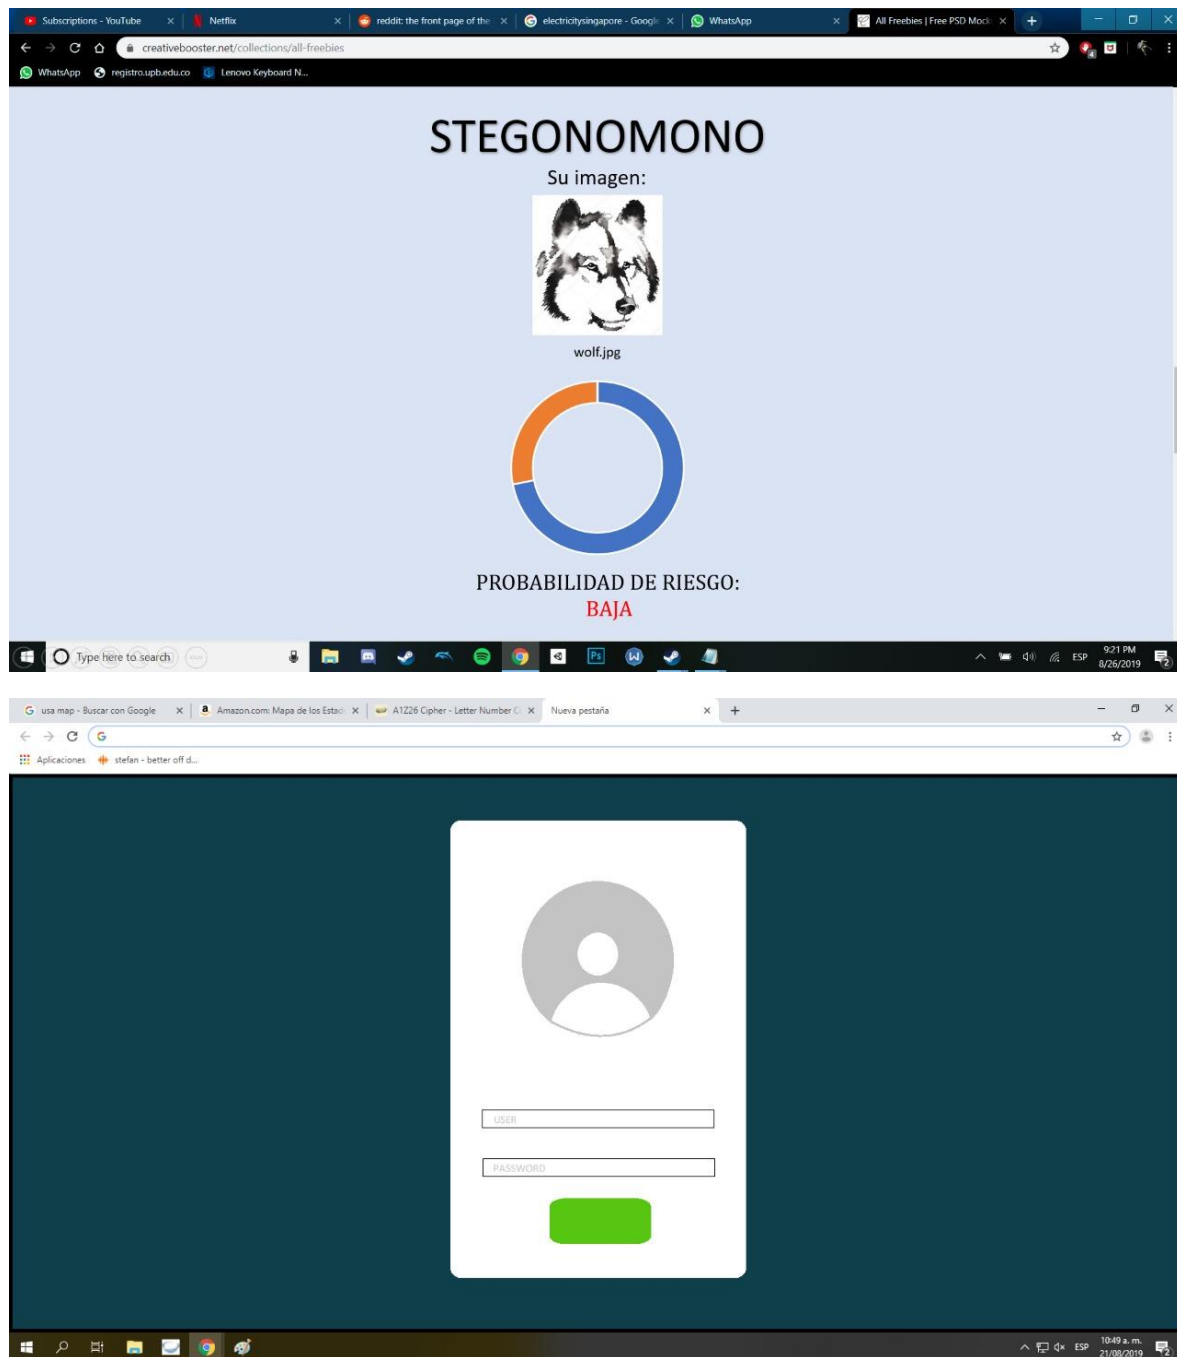 Subscriptions - YouTube
Netflix
reddit: the front page of the
electricitysingapore - Google
WhatsApp
All Freebies | Free PSD Mock
creativebooster.net/collections/all-freebies
WhatsApp
registro.upb.edu.co
Lenovo Keyboard N...
STEGONOMONO
Su imagen:
wolf.jpg
PROBABILIDAD DE RIESGO:
BAJA
Type here to search
ESP
9:21 PM
8/26/2019
usa map - Buscar con Google
Amazon.com: Mapa de los Estad
A1Z26 Cipher - Letter Number C
Nueva pestaña
Aplicaciones
stefan - better off d...
USER
PASSWORD
ESP
10:49 a. m.
21/08/2019